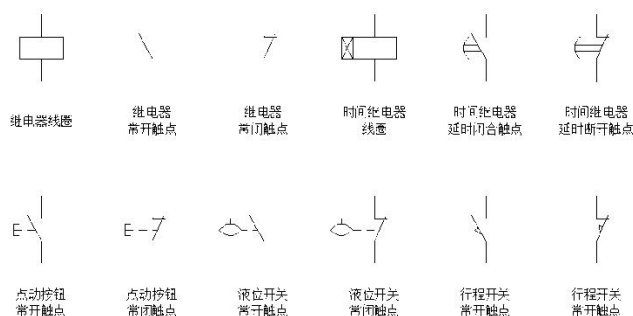 继电器线圈
继电器
常开触点
继电器
常闭触点
时间继电器
线圈
时间继电器
延时闭合触点
时间继电器
延时断开触点
点动按钮
常开触点
点动按钮
常闭触点
液位开关
常开触点
液位开关
常闭触点
行程开关
常开触点
行程开关
常开触点